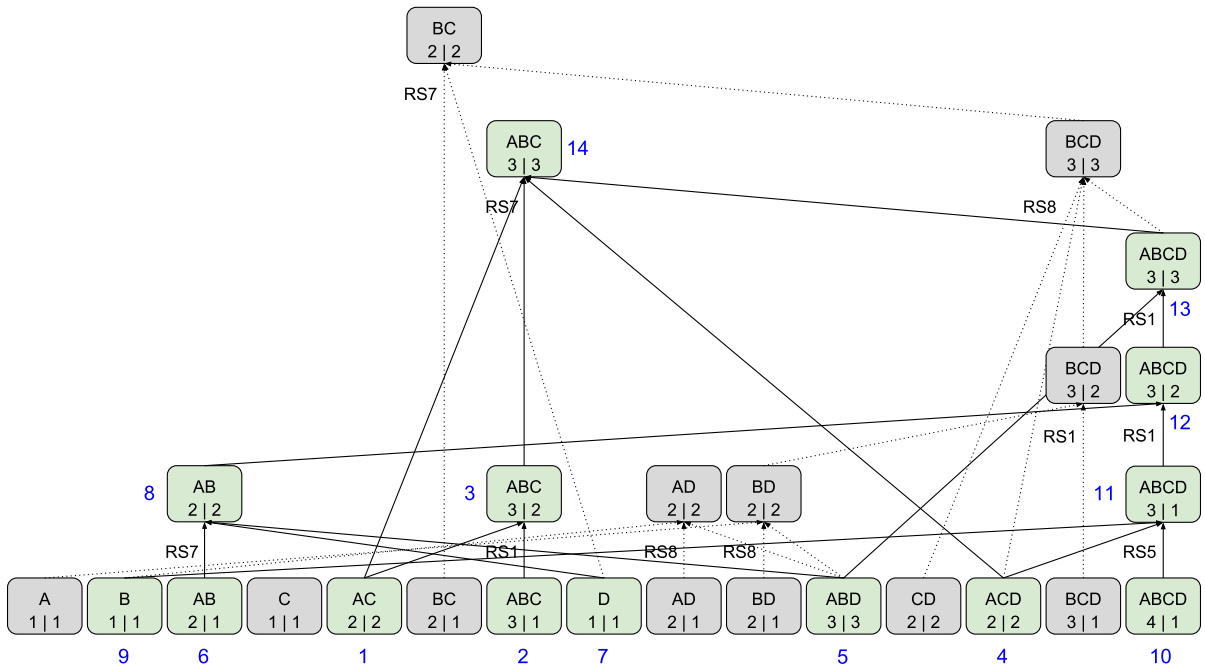 BC
2 | 2
RS7
ABC
3 | 3
14
BCD
3 | 3
RS7
RS8
ABCD
3 | 3
13
RS1
BCD
3 | 2
ABCD
3 | 2
12
RS1
RS1
8
AB
2 | 2
3
ABC
3 | 2
AD
2 | 2
BD
2 | 2
11
ABCD
3 | 1
RS7
RS1
RS8
RS8
RS5
A
1 | 1
B
1 | 1
AB
2 | 1
C
1 | 1
AC
2 | 2
BC
2 | 1
ABC
3 | 1
D
1 | 1
AD
2 | 1
BD
2 | 1
ABD
3 | 3
CD
2 | 2
ACD
2 | 2
BCD
3 | 1
ABCD
4 | 1
9
6
1
2
7
5
4
10